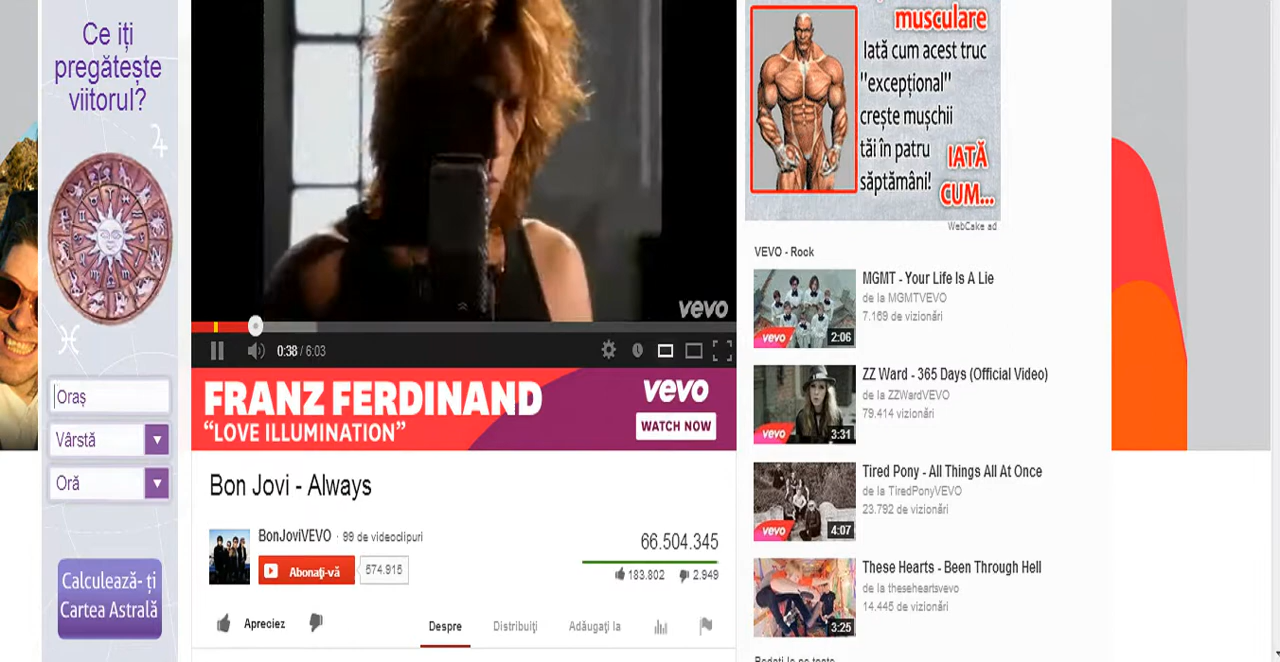 Ce iți
pregătește
viitorul?
Oraș
Vârstă
Oră
Calculează- ți
Cartea Astrală
vevo
0:38 / 6:03
FRANZ FERDINAND
"LOVE ILLUMINATION"
vevo
WATCH NOW
Bon Jovi - Always
BonJoviVEVO · 99 de videoclipuri
Abonați-vă 574.915
66.504.345
183.802 2.949
Apreciez
Despre Distribuiți Adăugați la
musculare
Iată cum acest truc
"excepțional"
crește mușchii
tăi în patru
săptămâni!
IATĂ
CUM...
WebCake ad
VEVO - Rock
MGMT - Your Life Is A Lie
de la MGMTVEVO
7.169 de vizionări
vevo 2:06
ZZ Ward - 365 Days (Official Video)
de la ZZWardVEVO
79.414 vizionări
vevo 3:31
Tired Pony - All Things All At Once
de la TiredPonyVEVO
23.792 de vizionări
vevo 4:07
These Hearts - Been Through Hell
de la theseheartsvevo
14.445 de vizionări
vevo 3:25